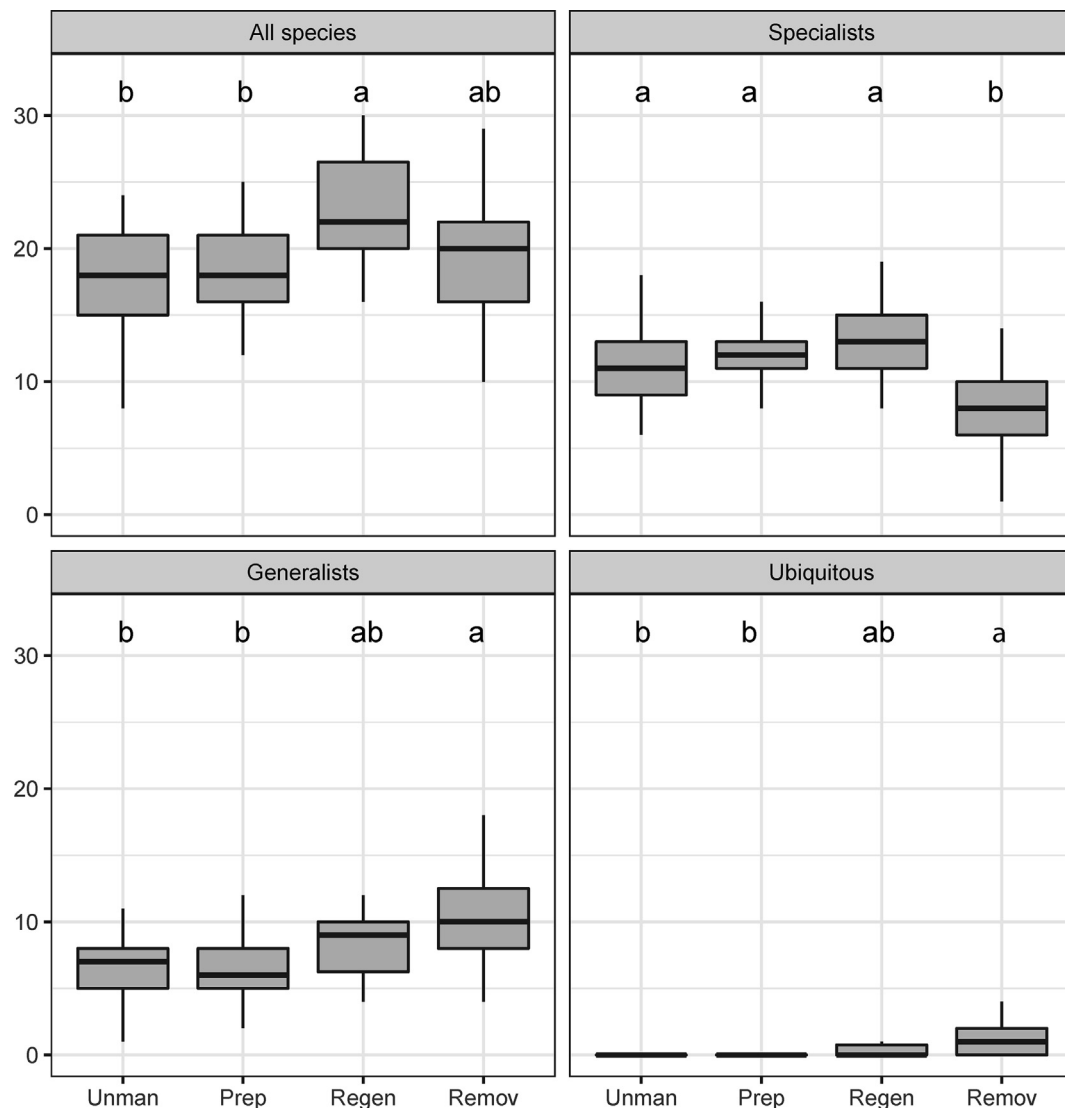 All species
Specialists
b b a ab
a a a b
30
20
10
0
Generalists
Ubiquitous
b b ab a
b b ab a
30
20
10
0
Unman Prep Regen Remov
Unman Prep Regen Remov